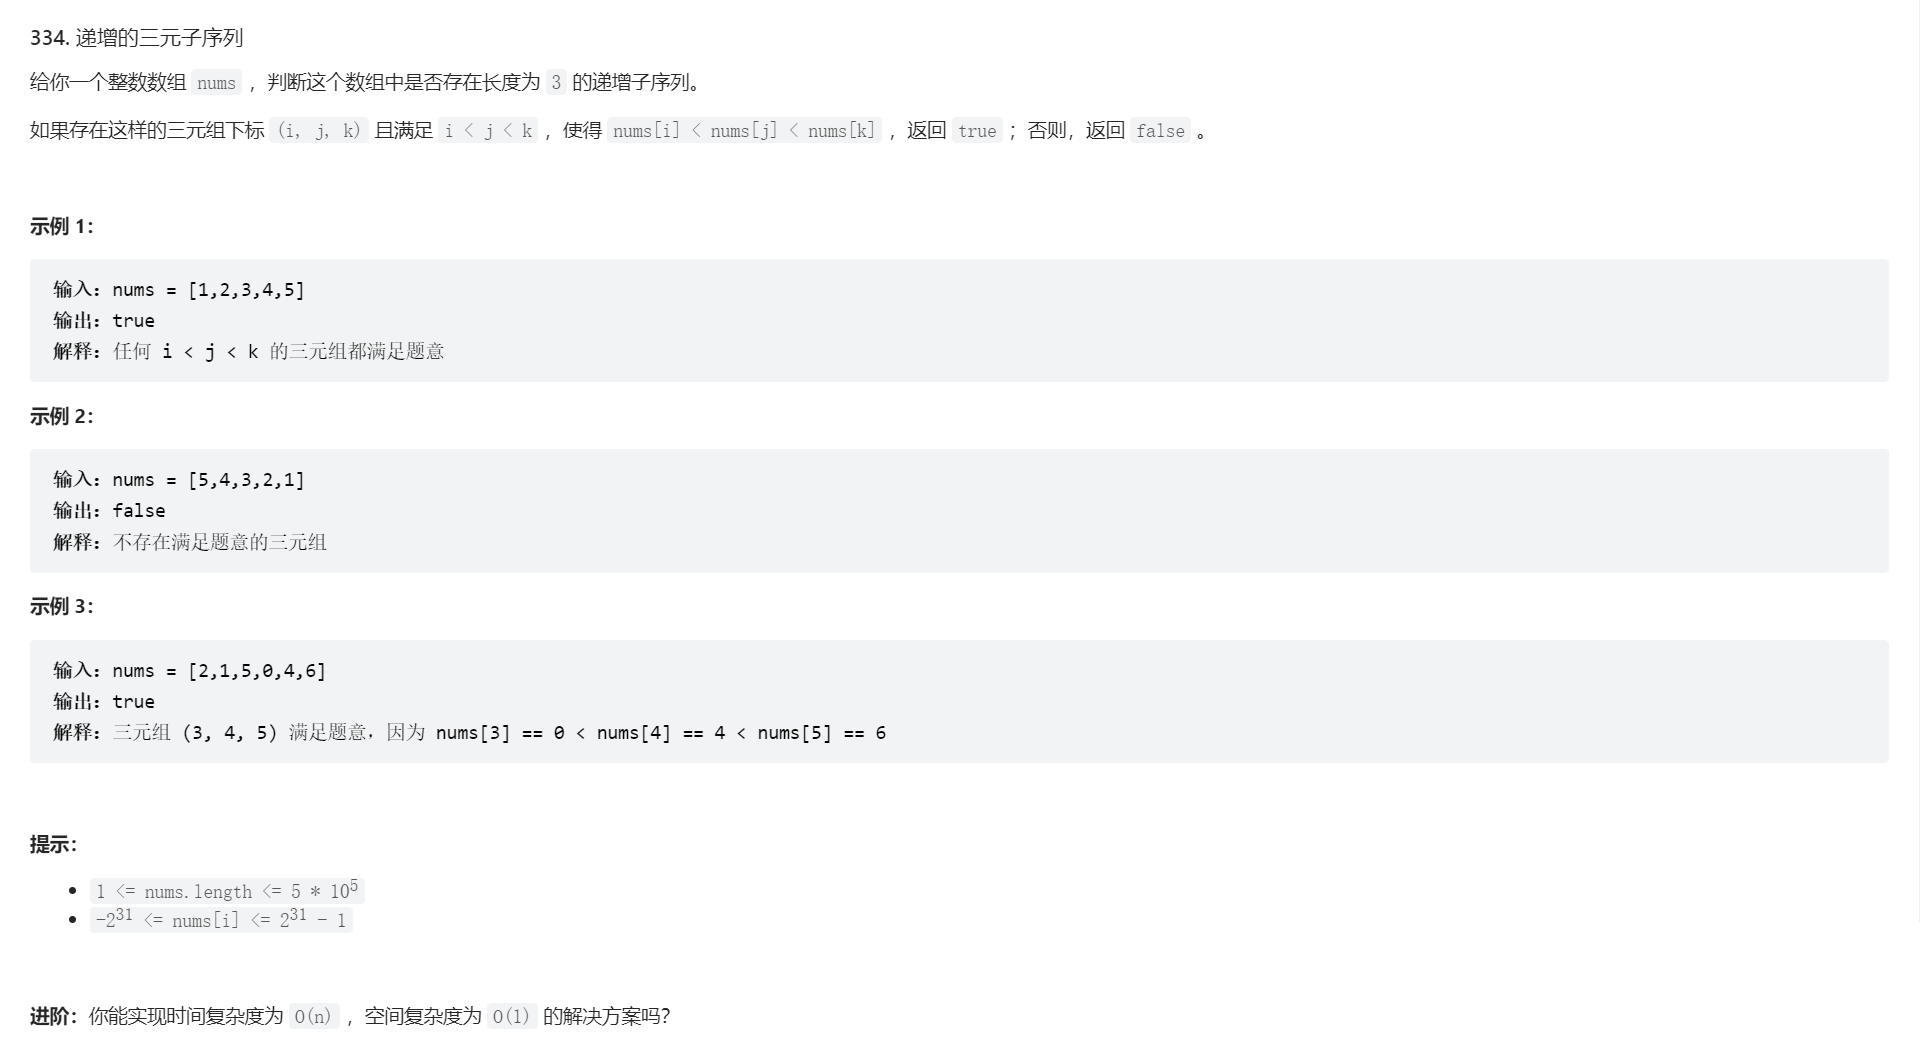 334. 递增的三元子序列
给你一个整数数组 nums ，判断这个数组中是否存在长度为 3 的递增子序列。
如果存在这样的三元组下标 (i, j, k) 且满足 i < j < k ，使得 nums[i] < nums[j] < nums[k] ，返回 true ；否则，返回 false 。
示例 1：
输入：nums = [1,2,3,4,5]
输出：true
解释：任何 i < j < k 的三元组都满足题意
示例 2：
输入：nums = [5,4,3,2,1]
输出：false
解释：不存在满足题意的三元组
示例 3：
输入：nums = [2,1,5,0,4,6]
输出：true
解释：三元组 (3, 4, 5) 满足题意，因为 nums[3] == 0 < nums[4] == 4 < nums[5] == 6
提示：
• 1 <= nums.length <= 5 * 10⁵
• -2³¹ <= nums[i] <= 2³¹ - 1
进阶：你能实现时间复杂度为 O(n) ，空间复杂度为 O(1) 的解决方案吗？